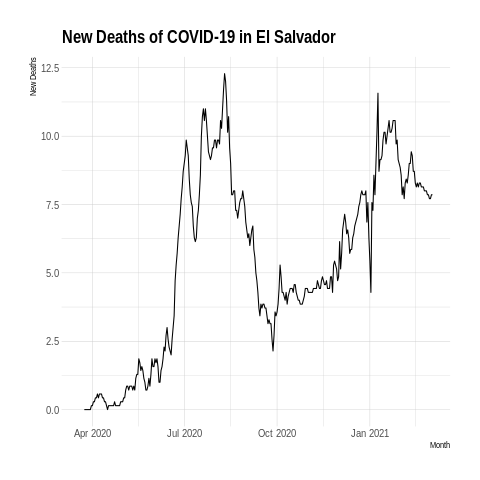 New Deaths of COVID-19 in El Salvador
New Deaths
12.5
10.0
7.5
5.0
2.5
0.0
Apr 2020
Jul 2020
Oct 2020
Jan 2021
Month